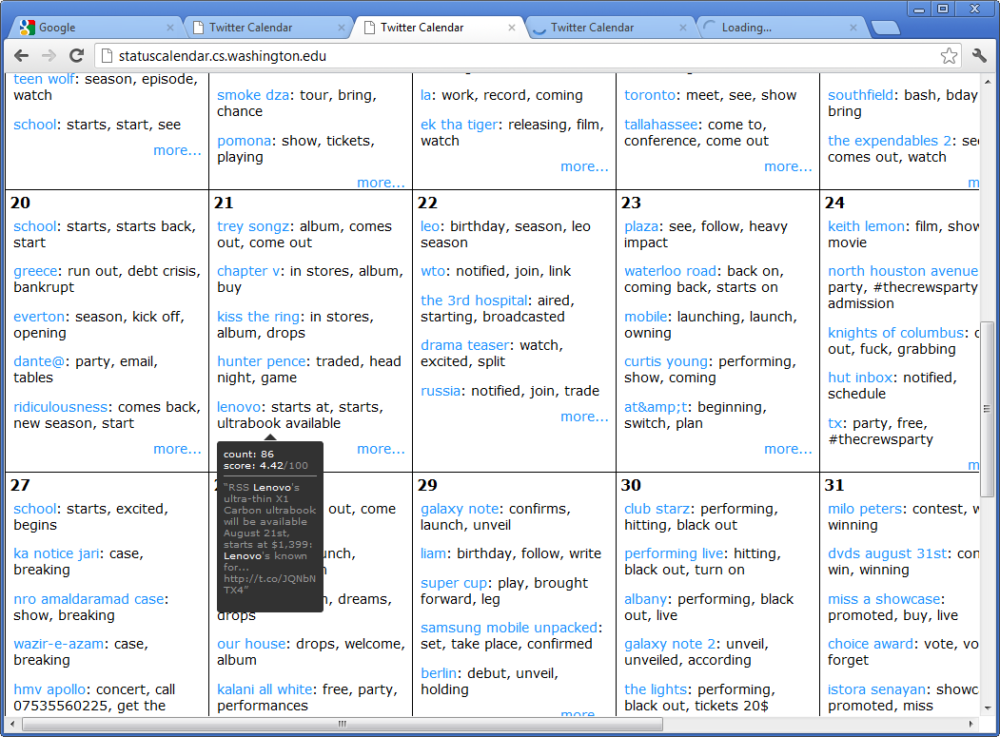 Google
Twitter Calendar
Twitter Calendar
Twitter Calendar
Loading...
statuscalendar.cs.washington.edu
teen wolf: season, episode,
watch
school: starts, start, see
more...
smoke dza: tour, bring,
chance
pomona: show, tickets,
playing
more...
la: work, record, coming
ek tha tiger: releasing, film,
watch
more...
toronto: meet, see, show
tallahassee: come to,
conference, come out
more...
southfield: bash, bday
bring
the expendables 2: see
comes out, watch
m
20
school: starts, starts back,
start
greece: run out, debt crisis,
bankrupt
everton: season, kick off,
opening
dante@: party, email,
tables
ridiculousness: comes back,
new season, start
more...
21
trey songz: album, comes
out, come out
chapter v: in stores, album,
buy
kiss the ring: in stores,
album, drops
hunter pence: traded, head
night, game
lenovo: starts at, starts,
ultrabook available
more...
count: 86
score: 4.42/100
"RSS Lenovo's
ultra-thin X1
Carbon ultrabook
will be available
August 21st,
starts at $1,399:
Lenovo's known
for...
http://t.co/JQNbN
TX4"
22
leo: birthday, season, leo
season
wto: notified, join, link
the 3rd hospital: aired,
starting, broadcasted
drama teaser: watch,
excited, split
russia: notified, join, trade
more...
23
plaza: see, follow, heavy
impact
waterloo road: back on,
coming back, starts on
mobile: launching, launch,
owning
curtis young: performing,
show, coming
at&amp;t: beginning,
switch, plan
more...
24
keith lemon: film, show
movie
north houston avenue
party, #thecrewsparty
admission
knights of columbus: c
out, fuck, grabbing
hut inbox: notified,
schedule
tx: party, free,
#thecrewsparty
m
27
school: starts, excited,
begins
ka notice jari: case,
breaking
nro amaldaramad case:
show, breaking
wazir-e-azam: case,
breaking
hmv apollo: concert, call
07535560225, get the
out, come
dreams,
drops
our house: drops, welcome,
album
kalani all white: free, party,
performances
29
galaxy note: confirms,
launch, unveil
liam: birthday, follow, write
super cup: play, brought
forward, leg
samsung mobile unpacked:
set, take place, confirmed
berlin: debut, unveil,
holding
more...
30
club starz: performing,
hitting, black out
performing live: hitting,
black out, turn on
albany: performing, black
out, live
galaxy note 2: unveil,
unveiled, according
the lights: performing,
black out, tickets 20$
31
milo peters: contest, w
winning
dvds august 31st: con
win, winning
miss a showcase:
promoted, buy, live
choice award: vote, vo
forget
istora senayan: showc
promoted, miss